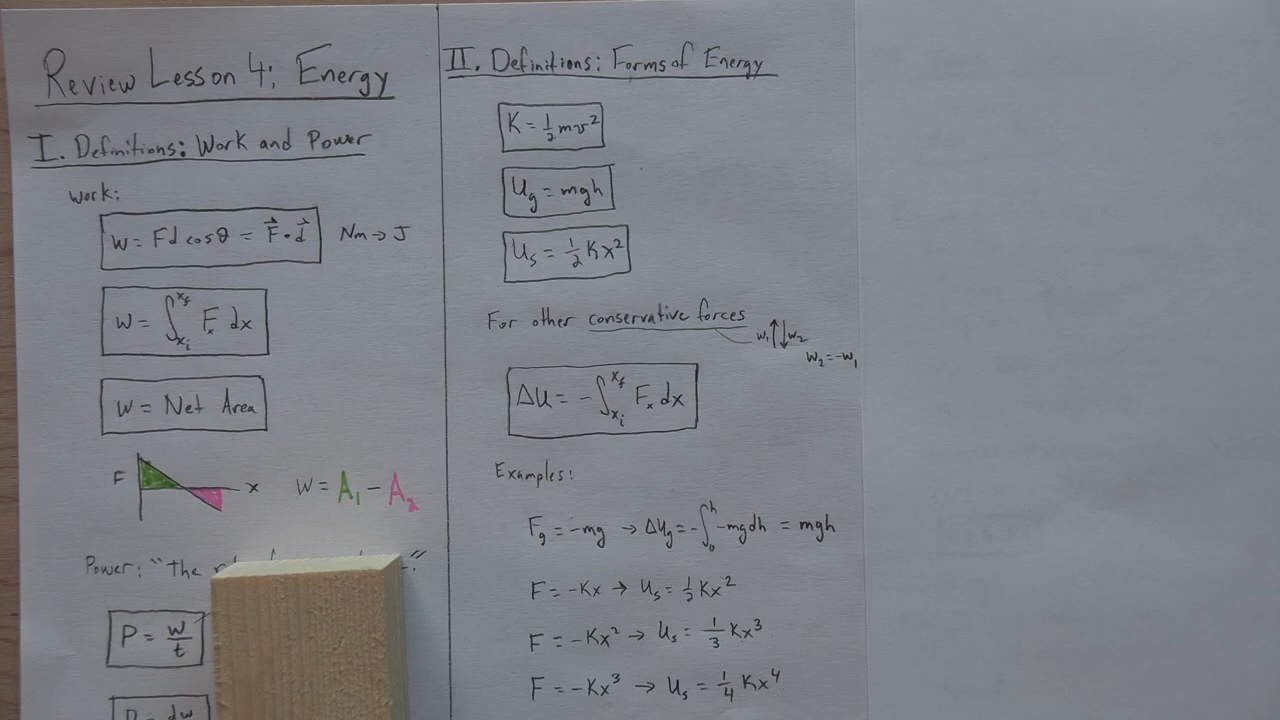 Review Lesson 4: Energy
I. Definitions: Work and Power
Work:
W = Fd cosθ = F⃗ • d⃗ Nm → J
W = ∫_{x_i}^{x_f} F_x dx
W = Net Area
F x W = A₁ - A₂
Power: "The
P = W/t
P = dw
II. Definitions: Forms of Energy
K = ½mv²
U_g = mgh
U_s = ½Kx²
For other conservative forces
W₁ W₂
W₂ = -W₁
ΔU = -∫_{x_i}^{x_f} F_x dx
Examples:
F_g = -mg → ΔU_g = -∫_0^h -mgdh = mgh
F = -Kx → U_s = ½Kx²
F = -Kx² → U_s = ⅓Kx³
F = -Kx³ → U_s = ¼Kx⁴